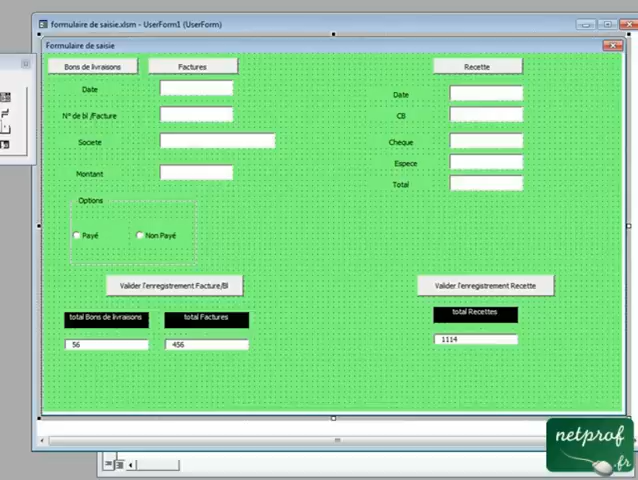 formulaire de saisie.xlsm - UserForm1 (UserForm)
Formulaire de saisie
Bons de livraisons
Factures
Recette
Date
Date
N° de bl /Facture
CB
Societe
Cheque
Espece
Montant
Total
Options
Payé
Non Payé
Valider l'enregistrement Facture/Bl
Valider l'enregistrement Recette
total Bons de livraisons
total Factures
total Recettes
56
456
1114
netprof
.fr